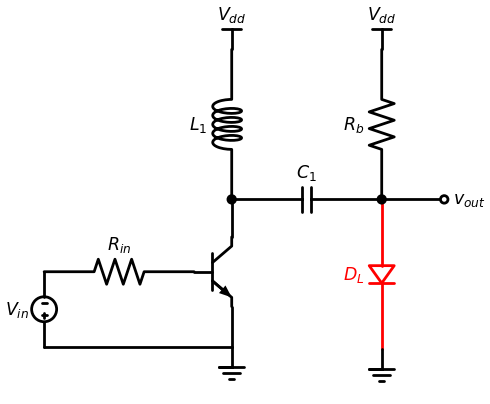 V_dd V_dd
L_1 R_b
C_1
v_out
R_in
D_L
V_in